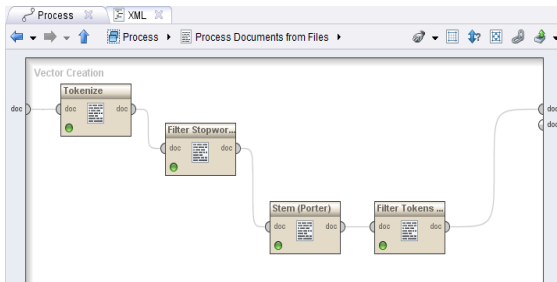 Process XML
Process Process Documents from Files
Vector Creation
Tokenize
doc doc doc
Filter Stopwor...
doc doc
Stem (Porter)
doc doc
Filter Tokens ...
doc doc
doc
doc